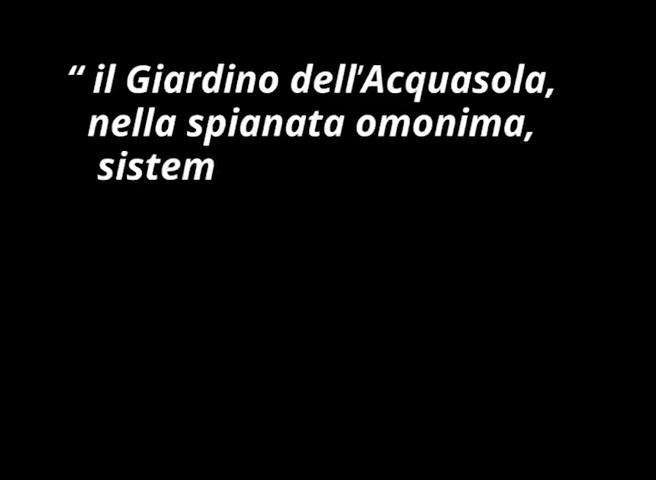 “ il Giardino dell'Acquasola,
nella spianata omonima,
sistem